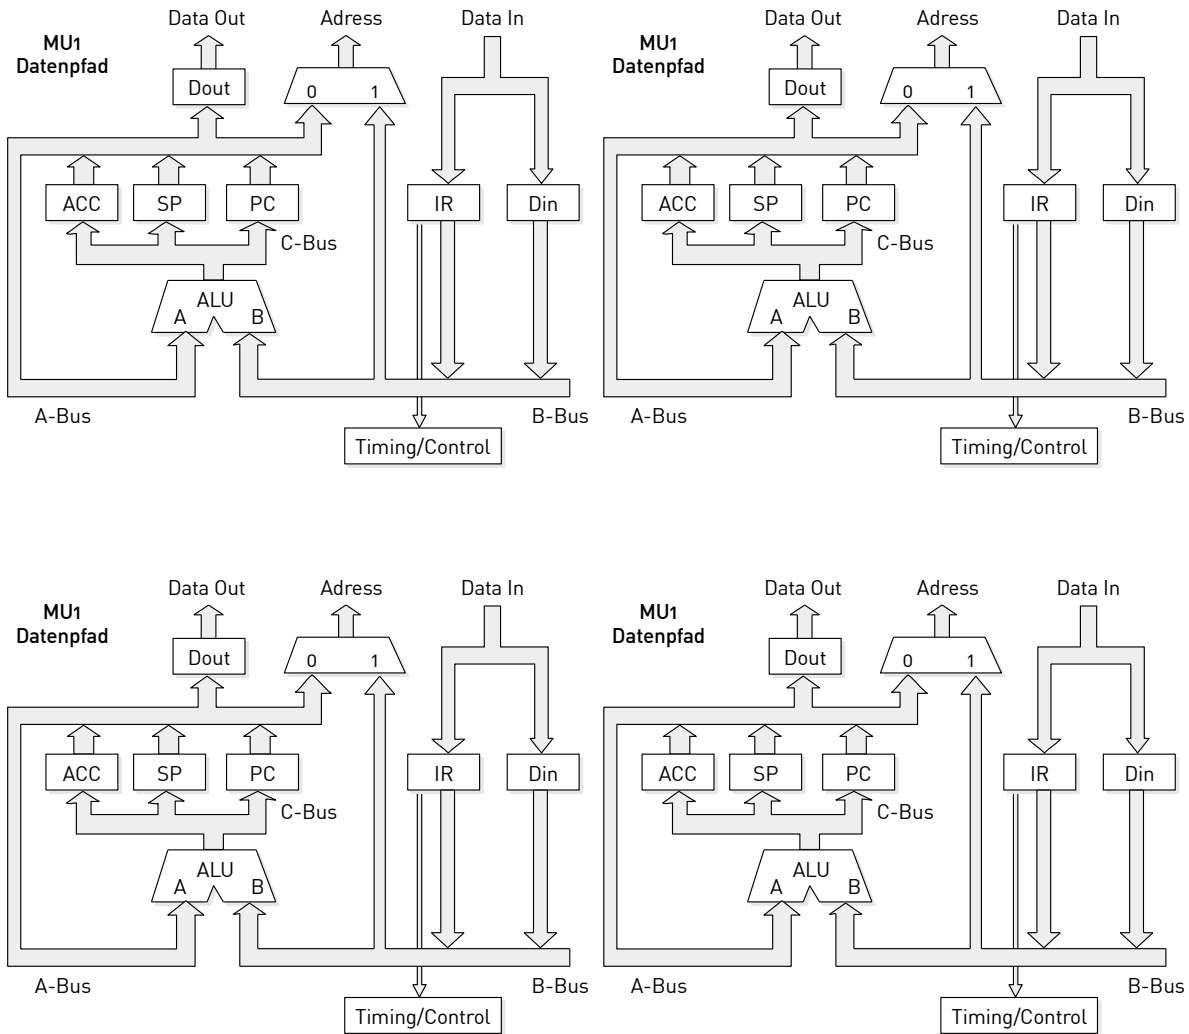 Data Out Adress Data In
MU1
Datenpfad
Dout
0 1
ACC SP PC IR Din
C-Bus
ALU
A B
A-Bus B-Bus
Timing/Control
Data Out Adress Data In
MU1
Datenpfad
Dout
0 1
ACC SP PC IR Din
C-Bus
ALU
A B
A-Bus B-Bus
Timing/Control
Data Out Adress Data In
MU1
Datenpfad
Dout
0 1
ACC SP PC IR Din
C-Bus
ALU
A B
A-Bus B-Bus
Timing/Control
Data Out Adress Data In
MU1
Datenpfad
Dout
0 1
ACC SP PC IR Din
C-Bus
ALU
A B
A-Bus B-Bus
Timing/Control